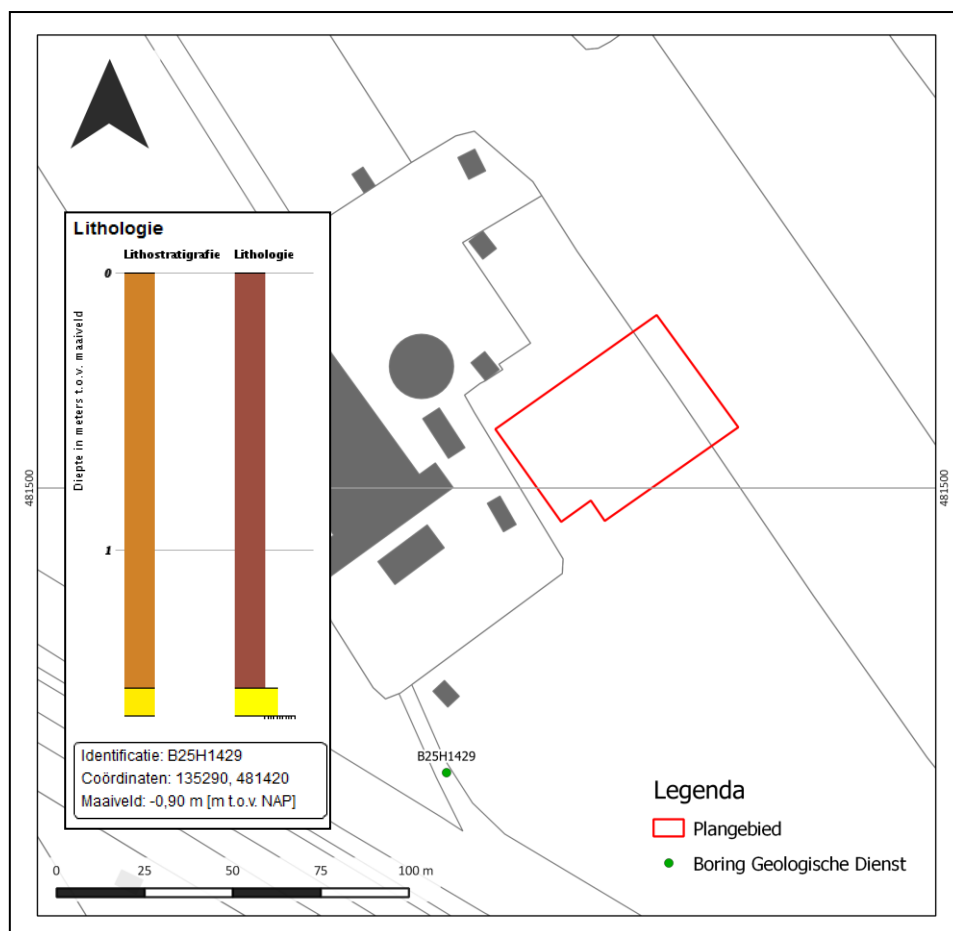 Lithologie
Lithostratigrafie Lithologie
0
Diepte in meters t.o.v. maaiveld
1
Identificatie: B25H1429
Coördinaten: 135290, 481420
Maaiveld: -0,90 m [m t.o.v. NAP]
481500
481500
B25H1429
Legenda
Plangebied
Boring Geologische Dienst
0 25 50 75 100 m